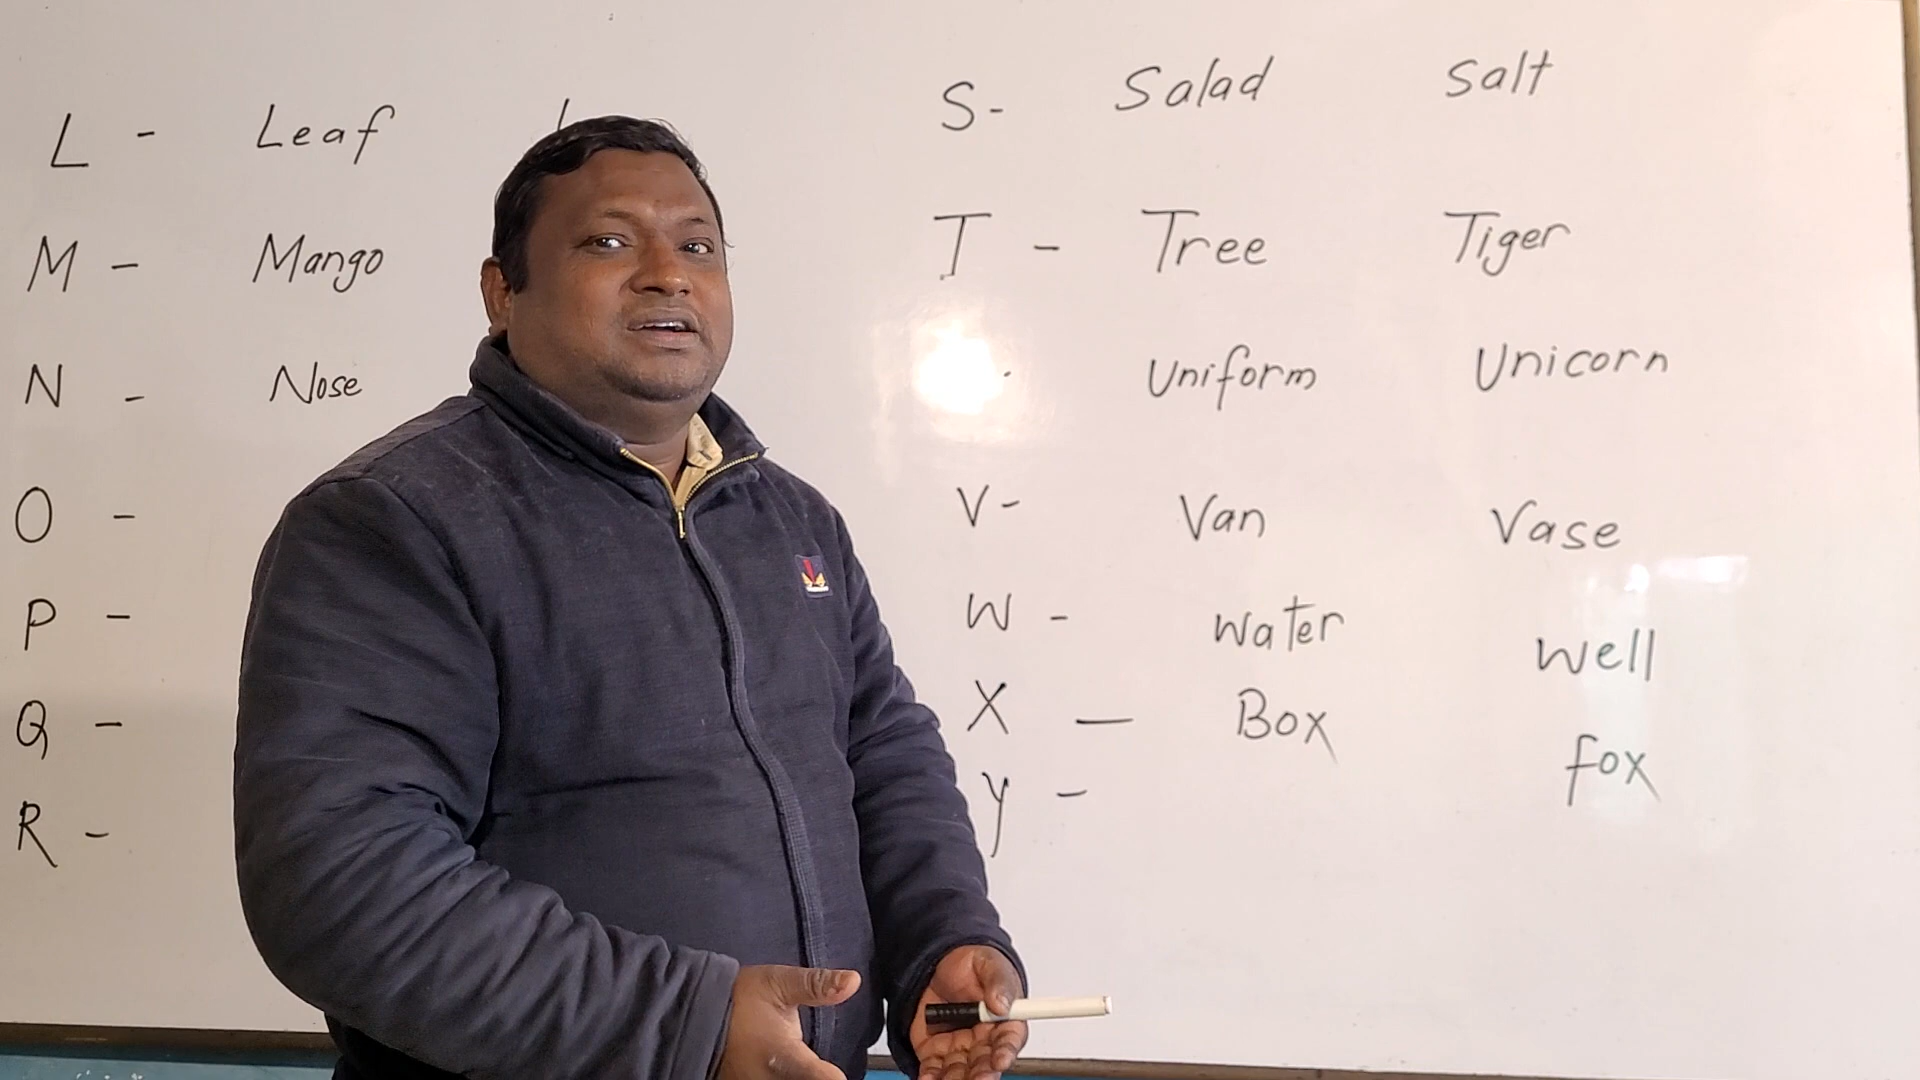 L - Leaf L
M - Mango
N - Nose
O -
P -
Q -
R -
S- Salad Salt
T - Tree Tiger
Uniform Unicorn
V- Van Vase
W - Water Well
X - Box fox
Y -